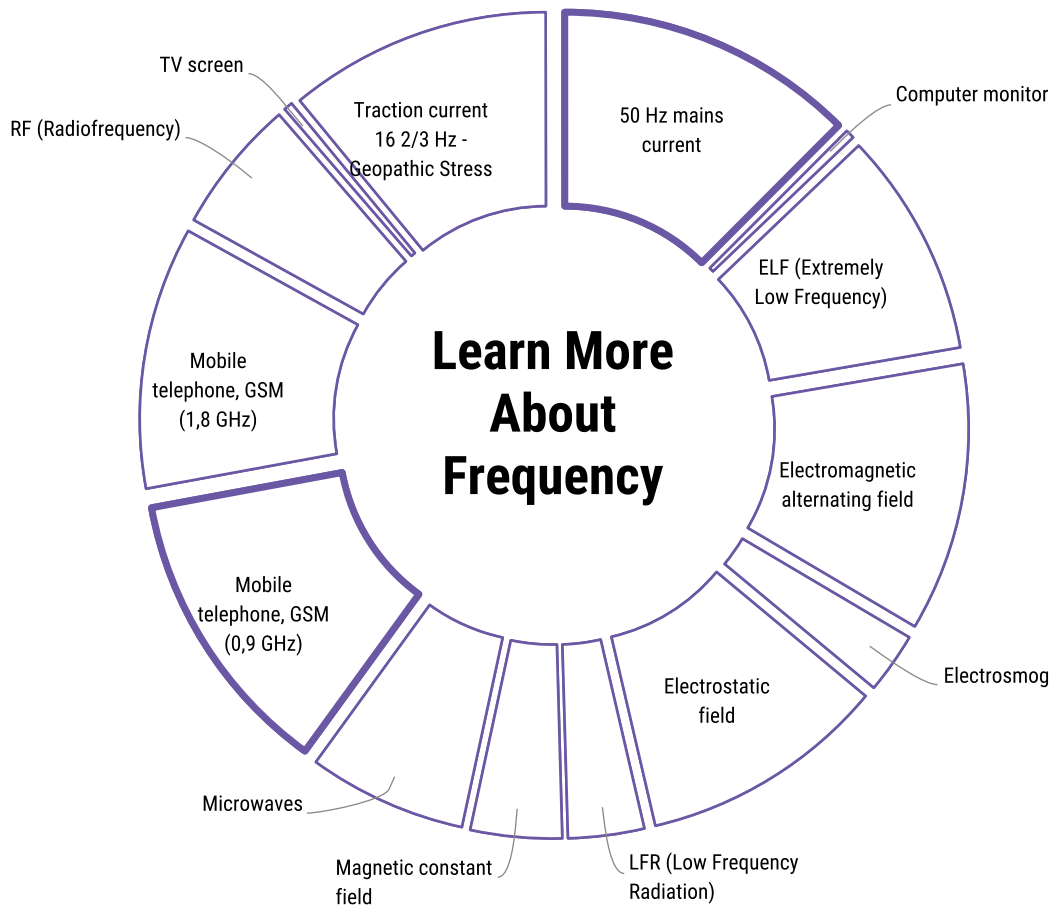 Learn More
About
Frequency
50 Hz mains
current
Computer monitor
ELF (Extremely
Low Frequency)
Electromagnetic
alternating field
Electrosmog
Electrostatic
field
LFR (Low Frequency
Radiation)
Magnetic constant
field
Microwaves
Mobile
telephone, GSM
(0,9 GHz)
Mobile
telephone, GSM
(1,8 GHz)
RF (Radiofrequency)
TV screen
Traction current
16 2/3 Hz -
Geopathic Stress